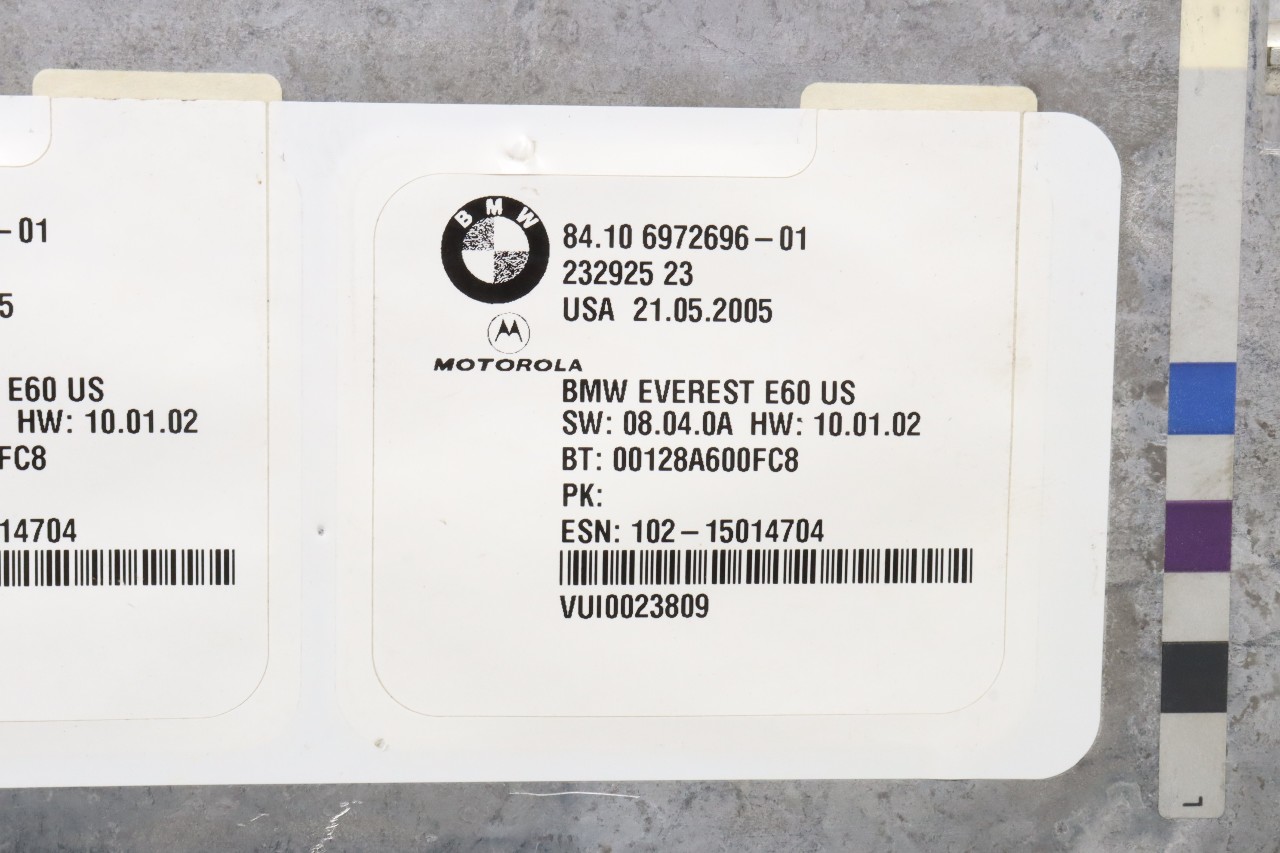 -01
5
E60 US
HW: 10.01.02
FC8
14704
BMW
84.10 6972696-01
232925 23
USA 21.05.2005
MOTOROLA
BMW EVEREST E60 US
SW: 08.04.0A HW: 10.01.02
BT: 00128A600FC8
PK:
ESN: 102-15014704
VUI0023809
L